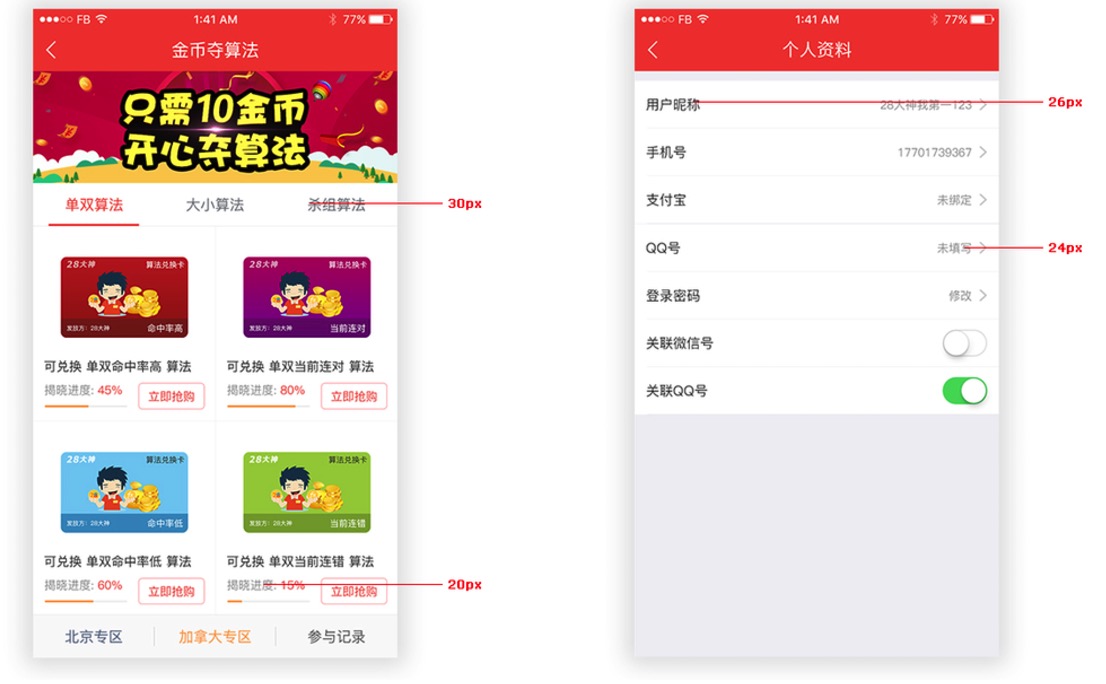 ●●●○○ FB 1:41 AM 77%
金币夺算法
只需10金币
开心夺算法
单双算法 大小算法 杀组算法 30px
28大神 算法兑换卡
发放方：28大神 命中率高
28大神 算法兑换卡
发放方：28大神 当前连对
可兑换 单双命中率高 算法
揭晓进度: 45% 立即抢购
可兑换 单双当前连对 算法
揭晓进度: 80% 立即抢购
28大神 算法兑换卡
发放方：28大神 命中率低
28大神 算法兑换卡
发放方：28大神 当前连错
可兑换 单双命中率低 算法
揭晓进度: 60% 立即抢购
可兑换 单双当前连错 算法
揭晓进度: 15% 立即抢购 20px
北京专区 加拿大专区 参与记录
●●●○○ FB 1:41 AM 77%
个人资料
用户昵称 28大神我第一123 26px
手机号 17701739367
支付宝 未绑定
QQ号 未填写 24px
登录密码 修改
关联微信号
关联QQ号